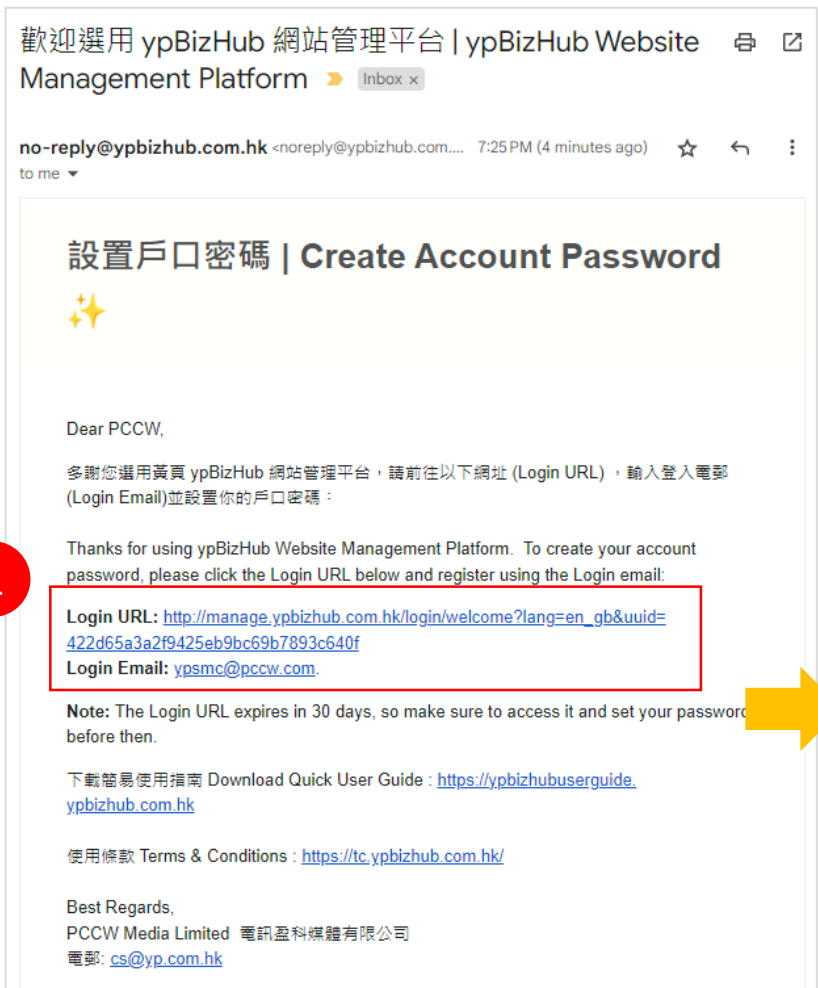 歡迎選用 ypBizHub 網站管理平台 | ypBizHub Website
Management Platform
Inbox x
no-reply@ypbizhub.com.hk <noreply@ypbizhub.com.... 7:25 PM (4 minutes ago)
to me
設置戶口密碼 | Create Account Password
Dear PCCW,
多謝您選用黃頁 ypBizHub 網站管理平台，請前往以下網址 (Login URL) ，輸入登入電郵
(Login Email)並設置你的戶口密碼：
Thanks for using ypBizHub Website Management Platform. To create your account
password, please click the Login URL below and register using the Login email:
Login URL: http://manage.ypbizhub.com.hk/login/welcome?lang=en_gb&uuid=
422d65a3a2f9425eb9bc69b7893c640f
Login Email: ypsmc@pccw.com.
Note: The Login URL expires in 30 days, so make sure to access it and set your password
before then.
下載簡易使用指南 Download Quick User Guide : https://ypbizhubuserguide.
ypbizhub.com.hk
使用條款 Terms & Conditions : https://tc.ypbizhub.com.hk/
Best Regards,
PCCW Media Limited 電訊盈科媒體有限公司
電郵: cs@yp.com.hk